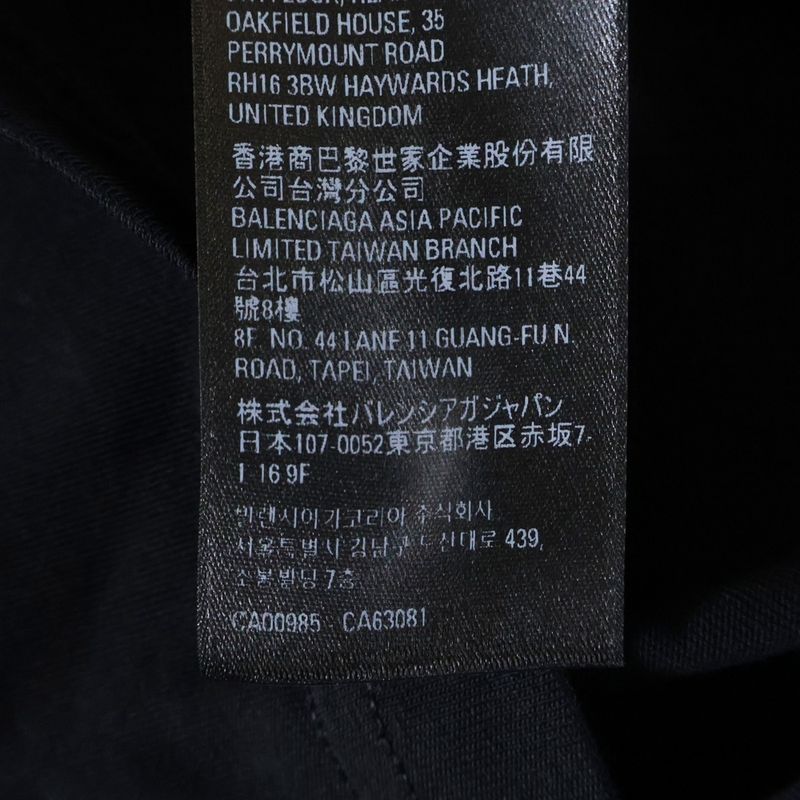 OAKFIELD HOUSE, 35
PERRYMOUNT ROAD
RH16 3BW HAYWARDS HEATH,
UNITED KINGDOM
香港商巴黎世家企業股份有限
公司台灣分公司
BALENCIAGA ASIA PACIFIC
LIMITED TAIWAN BRANCH
台北市松山區光復北路11巷44
號8樓
8F, NO. 44 LANE 11 GUANG-FU N.
ROAD, TAPEI, TAIWAN
株式会社バレンシアガジャパン
日本107-0052東京都港区赤坂7-
1 16 9F
발렌시아가코리아 주식회사
서울특별시 강남구 도산대로 439,
빌딩 7층
CA00985 CA63081